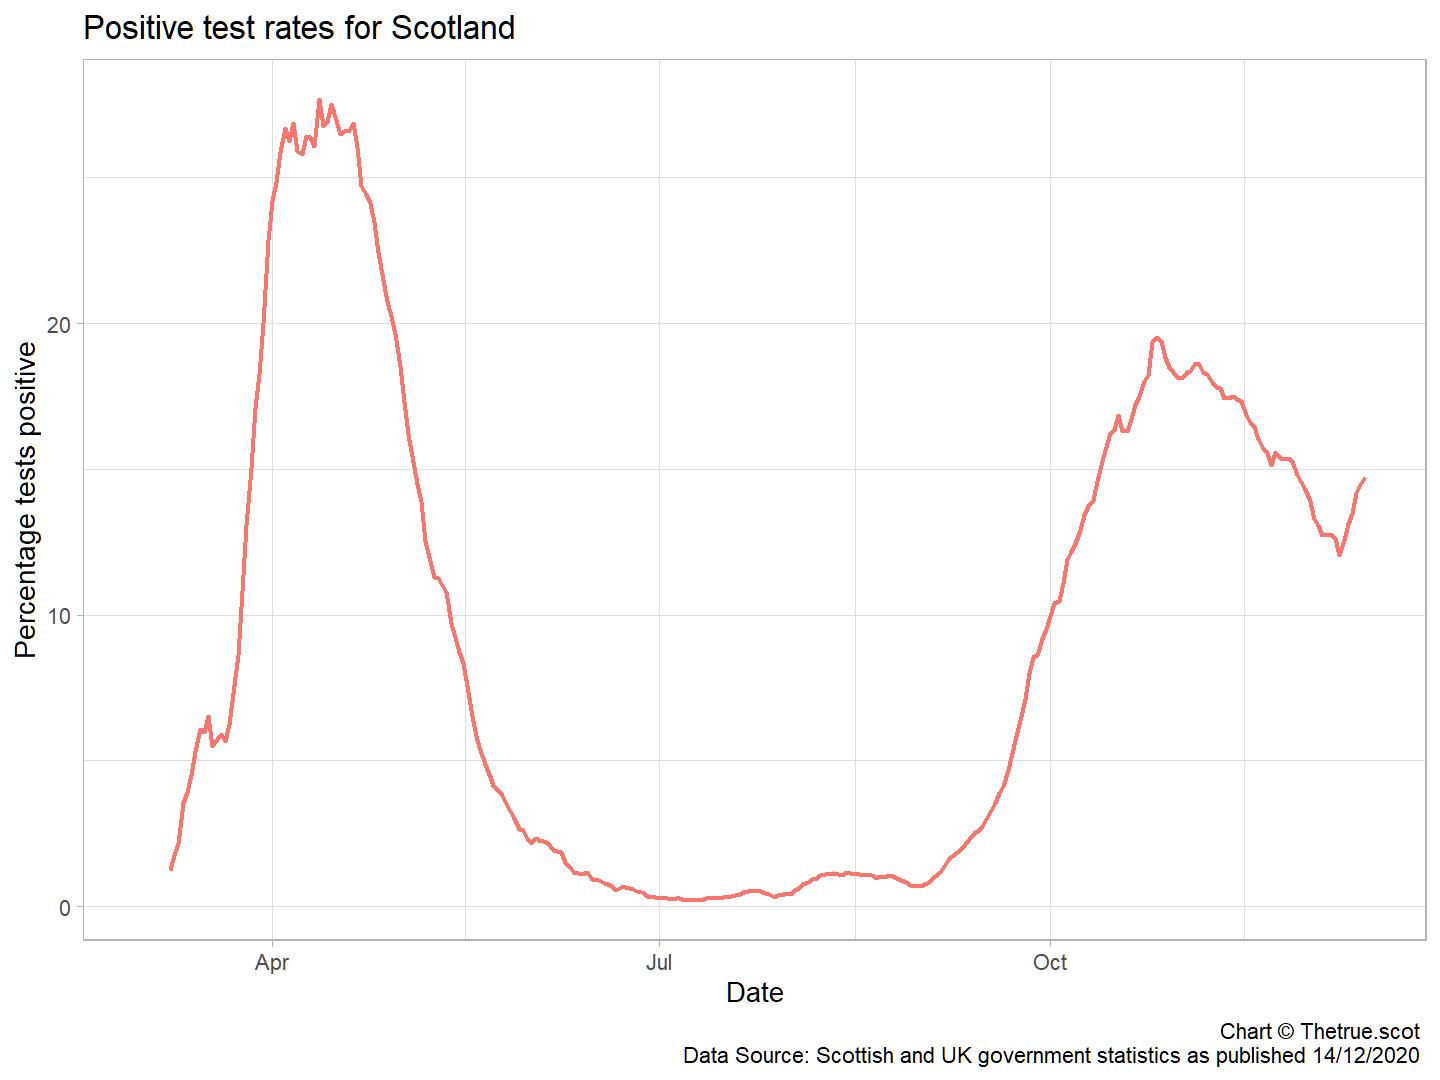 Positive test rates for Scotland
Percentage tests positive
20
10
0
Apr
Jul
Oct
Date
Chart © Thetrue.scot
Data Source: Scottish and UK government statistics as published 14/12/2020